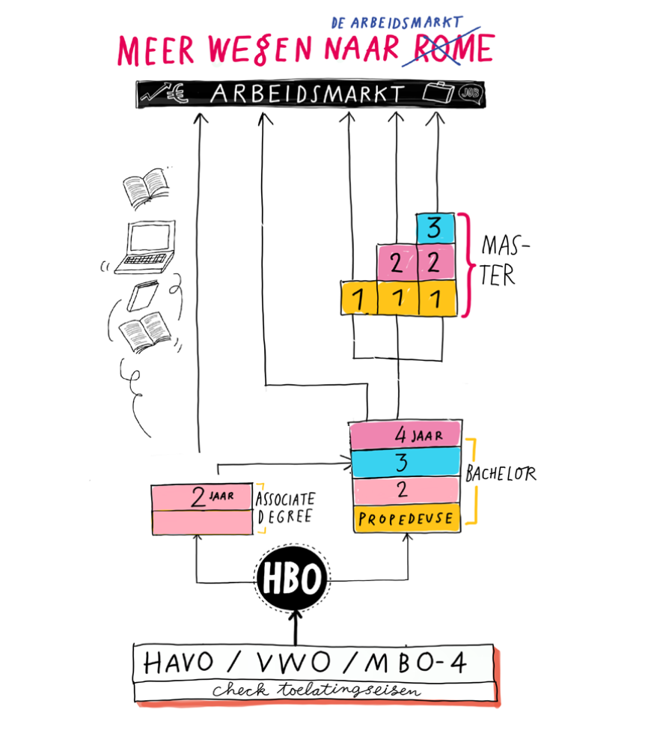 DE ARBEIDSMARKT
MEER WEGEN NAAR ROME
€ ARBEIDSMARKT JOB
3
2 2
1 1 1
MAS-
TER
4 JAAR
3
2
PROPEDEUSE
BACHELOR
2 JAAR
ASSOCIATE
DEGREE
HBO
HAVO / VWO / MBO-4
check toelatingseisen